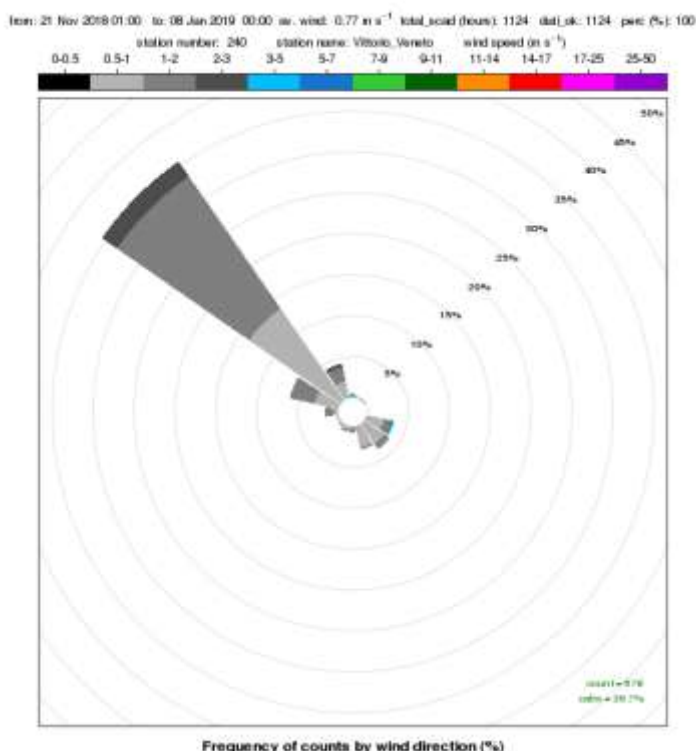 from: 21 Nov 2018 01:00 to: 08 Jan 2019 00:00 av. wind: 0.77 m s⁻¹ total_scad (hours): 1124 dati_ok: 1124 perc (%): 100
station number: 240 station name: Vittorio_Veneto wind speed (m s⁻¹)
0-0.5 0.5-1 1-2 2-3 3-5 5-7 7-9 9-11 11-14 14-17 17-25 25-50
50%
45%
40%
35%
30%
25%
20%
15%
10%
5%
Frequency of counts by wind direction (%)